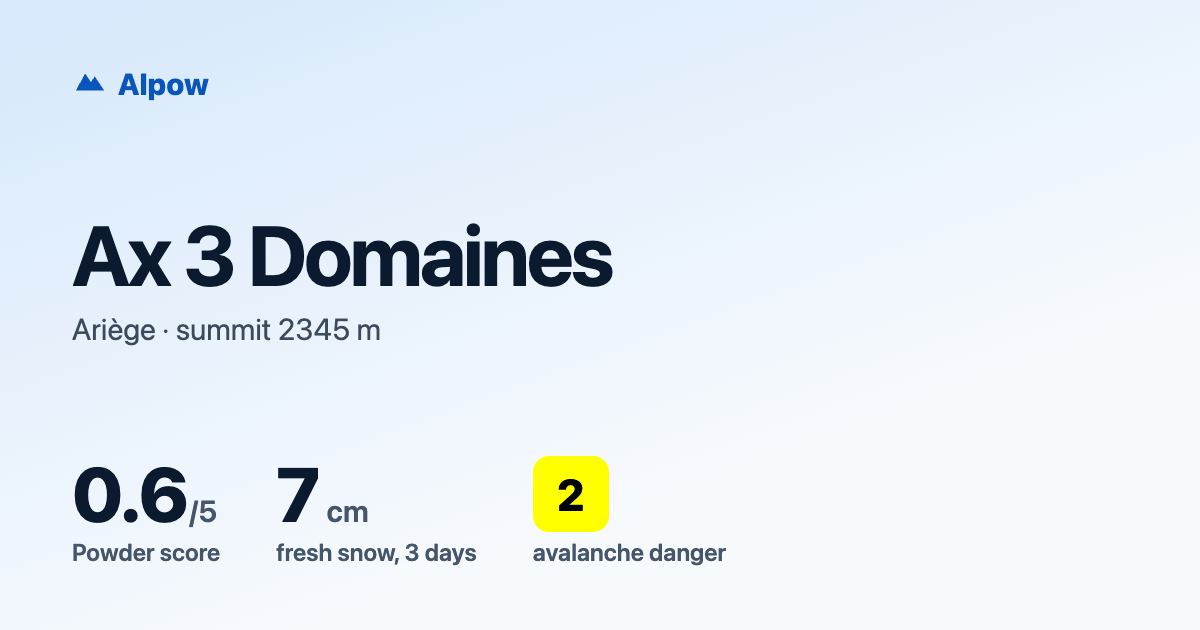 Alpow
Ax 3 Domaines
Ariège · summit 2345 m
0.6/5
Powder score
7 cm
fresh snow, 3 days
2
avalanche danger